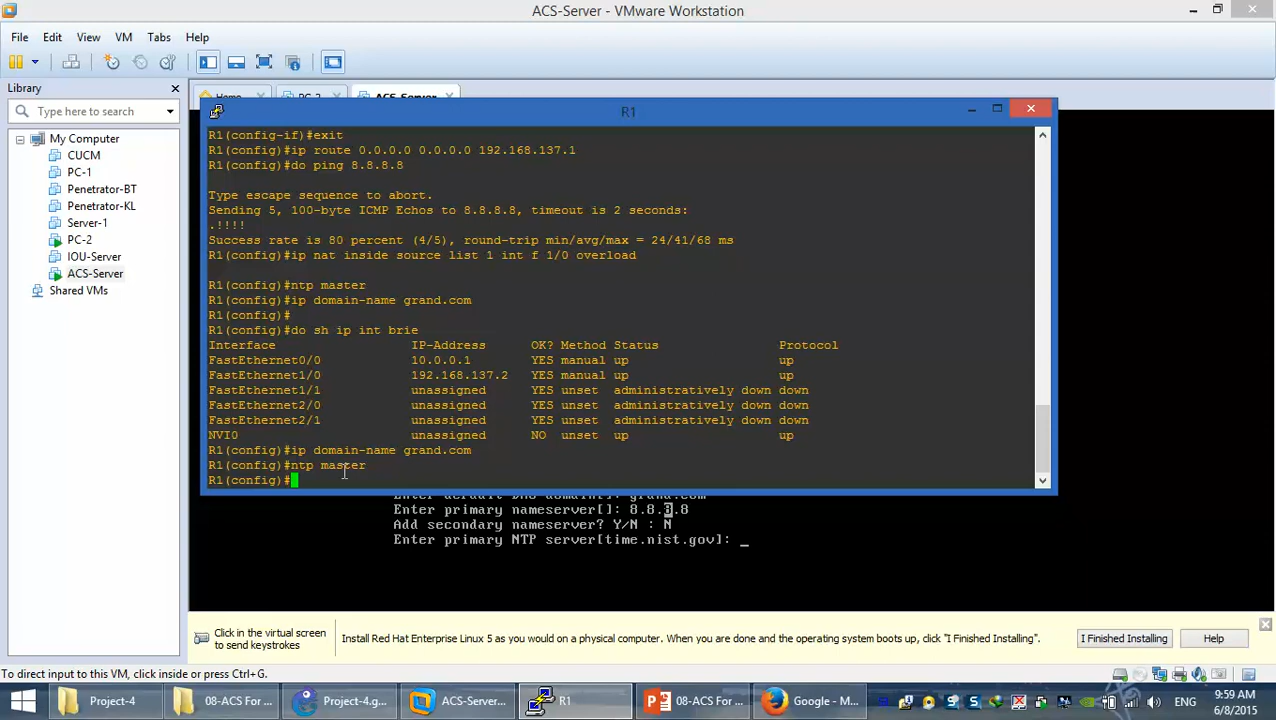 ACS-Server - VMware Workstation
File Edit View VM Tabs Help
Library
Type here to search
My Computer
CUCM
PC-1
Penetrator-BT
Penetrator-KL
Server-1
PC-2
IOU-Server
ACS-Server
Shared VMs
Home PC-2 ACS-Server
R1
R1(config-if)#exit
R1(config)#ip route 0.0.0.0 0.0.0.0 192.168.137.1
R1(config)#do ping 8.8.8.8
Type escape sequence to abort.
Sending 5, 100-byte ICMP Echos to 8.8.8.8, timeout is 2 seconds:
.!!!!
Success rate is 80 percent (4/5), round-trip min/avg/max = 24/41/68 ms
R1(config)#ip nat inside source list 1 int f 1/0 overload
R1(config)#ntp master
R1(config)#ip domain-name grand.com
R1(config)#
R1(config)#do sh ip int brie
Interface IP-Address OK? Method Status Protocol
FastEthernet0/0 10.0.0.1 YES manual up up
FastEthernet1/0 192.168.137.2 YES manual up up
FastEthernet1/1 unassigned YES unset administratively down down
FastEthernet2/0 unassigned YES unset administratively down down
FastEthernet2/1 unassigned YES unset administratively down down
NVI0 unassigned NO unset up up
R1(config)#ip domain-name grand.com
R1(config)#ntp master
R1(config)#
Enter default DNS domain[]: grand.com
Enter primary nameserver[]: 8.8.8.8
Add secondary nameserver? Y/N : N
Enter primary NTP server[time.nist.gov]: _
Click in the virtual screen
to send keystrokes
Install Red Hat Enterprise Linux 5 as you would on a physical computer. When you are done and the operating system boots up, click "I Finished Installing".
I Finished Installing
Help
To direct input to this VM, click inside or press Ctrl+G.
Project-4
08-ACS For ...
Project-4.g...
ACS-Server...
R1
08-ACS For ...
Google - M...
ENG
9:59 AM
6/8/2015